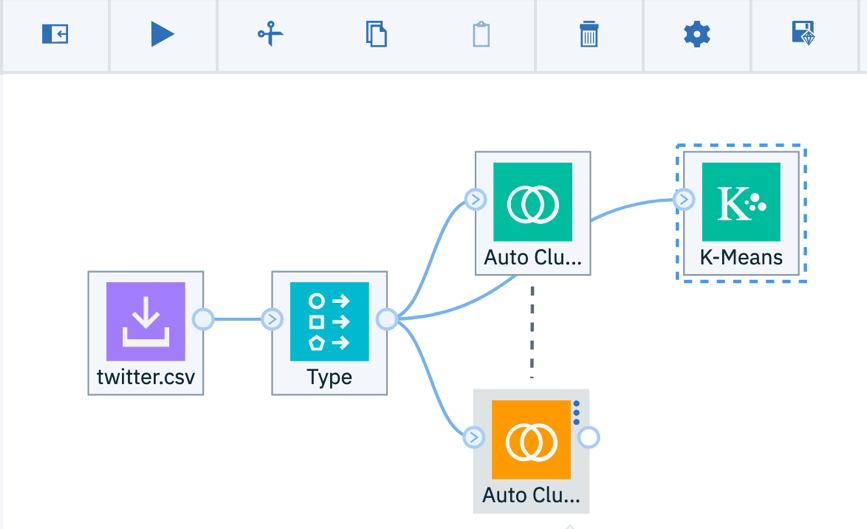 Auto Clu...
K-Means
twitter.csv
Type
Auto Clu...